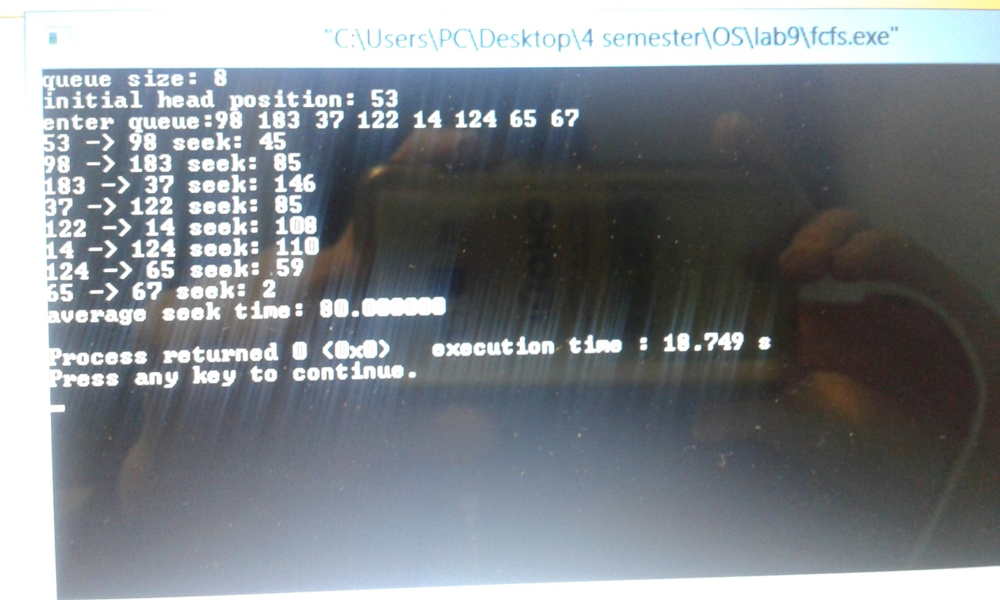 "C:\Users\PC\Desktop\4 semester\OS\lab9\fcfs.exe"
queue size: 8
initial head position: 53
enter queue:98 183 37 122 14 124 65 67
53 -> 98 seek: 45
98 -> 183 seek: 85
183 -> 37 seek: 146
37 -> 122 seek: 85
122 -> 14 seek: 108
14 -> 124 seek: 110
124 -> 65 seek: 59
65 -> 67 seek: 2
average seek time: 80.000000
Process returned 0 (0x0)   execution time : 18.749 s
Press any key to continue.